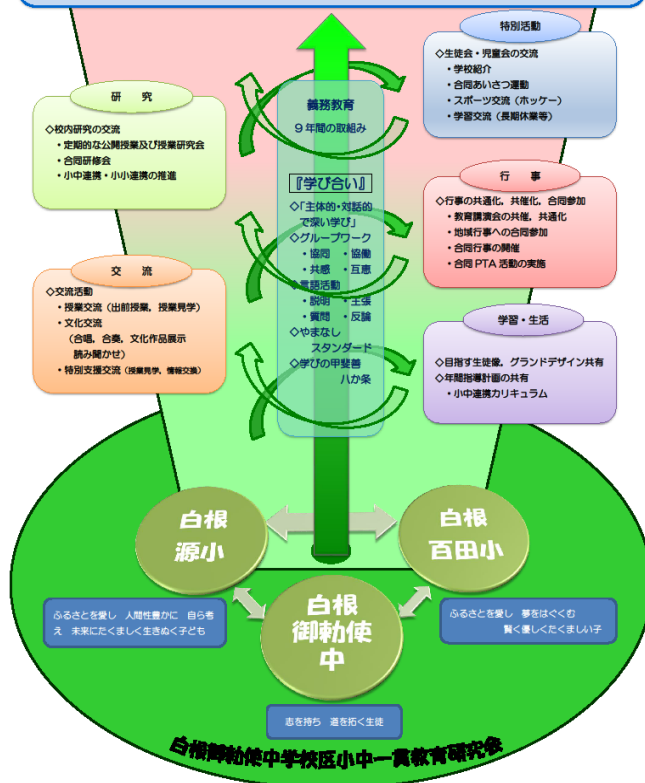 特別活動
◇生徒会・児童会の交流
・学校紹介
・合同あいさつ運動
・スポーツ交流（ホッケー）
・学習交流（長期休業等）
研　究
◇校内研究の交流
・定期的な公開授業及び授業研究会
・合同研修会
・小中連携・小小連携の推進
義務教育
９年間の取組み
『学び合い』
◇「主体的・対話的
で深い学び」
◇グループワーク
・協同　・協働
・共感　・互恵
◇言語活動
・説明　・主張
・質問　・反論
◇やまなし
スタンダード
◇学びの甲斐善
八か条
行　事
◇行事の共通化，共催化，合同参加
・教育講演会の共催，共通化
・地域行事への合同参加
・合同行事の開催
・合同 PTA 活動の実施
交　流
◇交流活動
・授業交流（出前授業，授業見学）
・文化交流
（合唱，合奏，文化作品展示
読み聞かせ）
・特別支援交流（授業見学，情報交換）
学習・生活
◇目指す生徒像，グランドデザイン共有
◇年間指導計画の共有
・小中連携カリキュラム
白根
源小
白根
百田小
白根
御勅使
中
ふるさとを愛し　人間性豊かに　自ら考
え　未来にたくましく生きぬく子ども
ふるさとを愛し　夢をはぐくむ
賢く優しくたくましい子
志を持ち　道を拓く生徒
白根御勅使中学校区小中一貫教育研究会